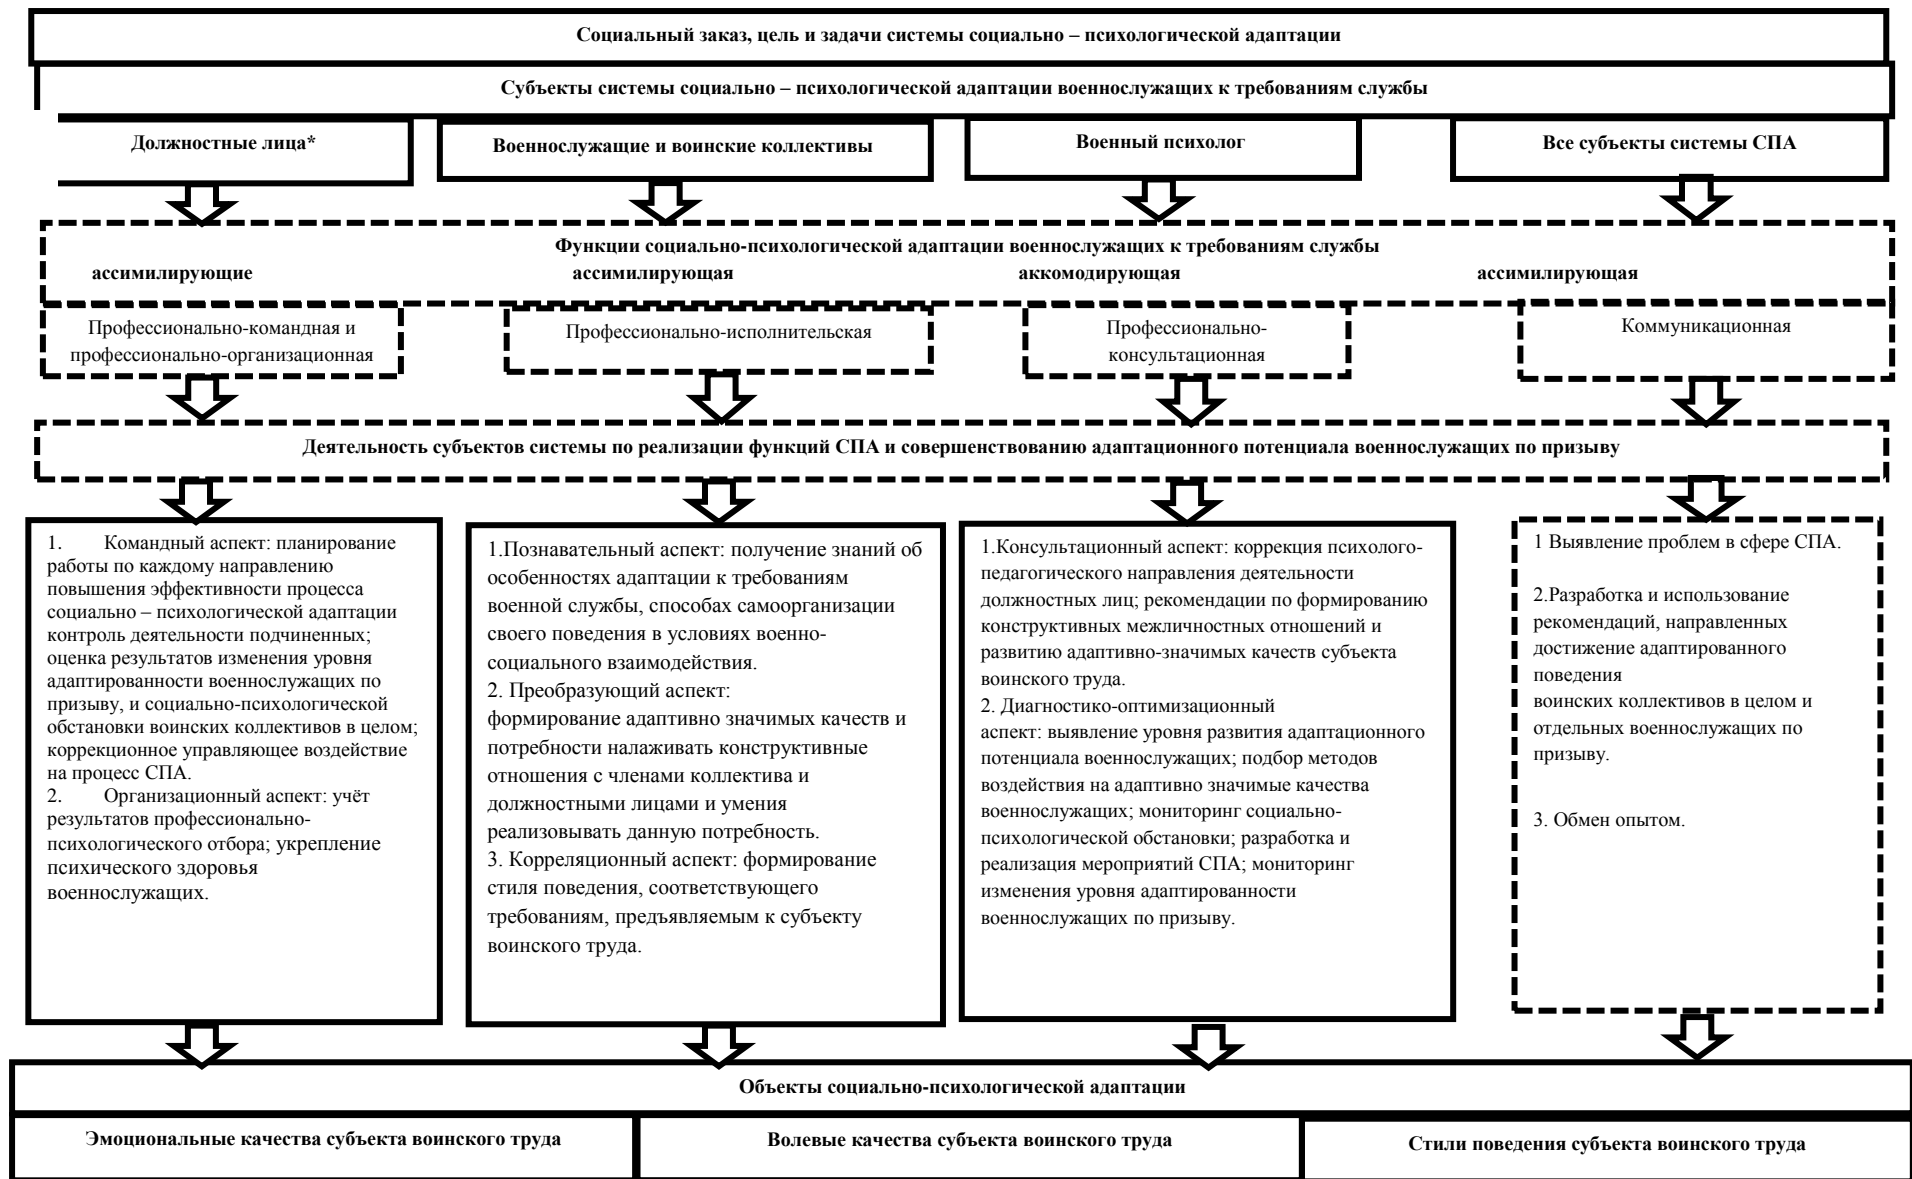 Социальный заказ, цель и задачи системы социально – психологической адаптации
Субъекты системы социально – психологической адаптации военнослужащих к требованиям службы
Должностные лица*
Военнослужащие и воинские коллективы
Военный психолог
Все субъекты системы СПА
Функции социально-психологической адаптации военнослужащих к требованиям службы
ассимилирующие
ассимилирующая
аккомодирующая
ассимилирующая
Профессионально-командная и
профессионально-организационная
Профессионально-исполнительская
Профессионально-
консультационная
Коммуникационная
Деятельность субъектов системы по реализации функций СПА и совершенствованию адаптационного потенциала военнослужащих по призыву
1. Командный аспект: планирование
работы по каждому направлению
повышения эффективности процесса
социально – психологической адаптации
контроль деятельности подчиненных;
оценка результатов изменения уровня
адаптированности военнослужащих по
призыву, и социально-психологической
обстановки воинских коллективов в целом;
коррекционное управляющее воздействие
на процесс СПА.
2. Организационный аспект: учёт
результатов профессионально-
психологического отбора; укрепление
психического здоровья
военнослужащих.
1.Познавательный аспект: получение знаний об
особенностях адаптации к требованиям
военной службы, способах самоорганизации
своего поведения в условиях военно-
социального взаимодействия.
2. Преобразующий аспект:
формирование адаптивно значимых качеств и
потребности налаживать конструктивные
отношения с членами коллектива и
должностными лицами и умения
реализовывать данную потребность.
3. Корреляционный аспект: формирование
стиля поведения, соответствующего
требованиям, предъявляемым к субъекту
воинского труда.
1.Консультационный аспект: коррекция психолого-
педагогического направления деятельности
должностных лиц; рекомендации по формированию
конструктивных межличностных отношений и
развитию адаптивно-значимых качеств субъекта
воинского труда.
2. Диагностико-оптимизационный
аспект: выявление уровня развития адаптационного
потенциала военнослужащих; подбор методов
воздействия на адаптивно значимые качества
военнослужащих; мониторинг социально-
психологической обстановки; разработка и
реализация мероприятий СПА; мониторинг
изменения уровня адаптированности
военнослужащих по призыву.
1 Выявление проблем в сфере СПА.
2.Разработка и использование
рекомендаций, направленных
достижение адаптированного
поведения
воинских коллективов в целом и
отдельных военнослужащих по
призыву.
3. Обмен опытом.
Объекты социально-психологической адаптации
Эмоциональные качества субъекта воинского труда
Волевые качества субъекта воинского труда
Стили поведения субъекта воинского труда